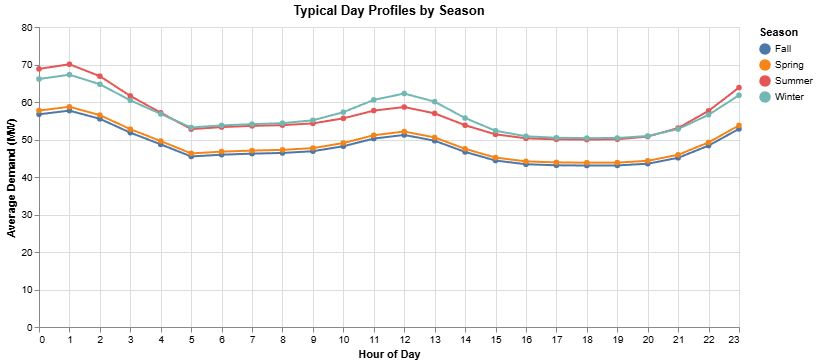 Typical Day Profiles by Season
Average Demand (MW)
80
70
60
50
40
30
20
10
0
0 1 2 3 4 5 6 7 8 9 10 11 12 13 14 15 16 17 18 19 20 21 22 23
Hour of Day
Season
Fall
Spring
Summer
Winter